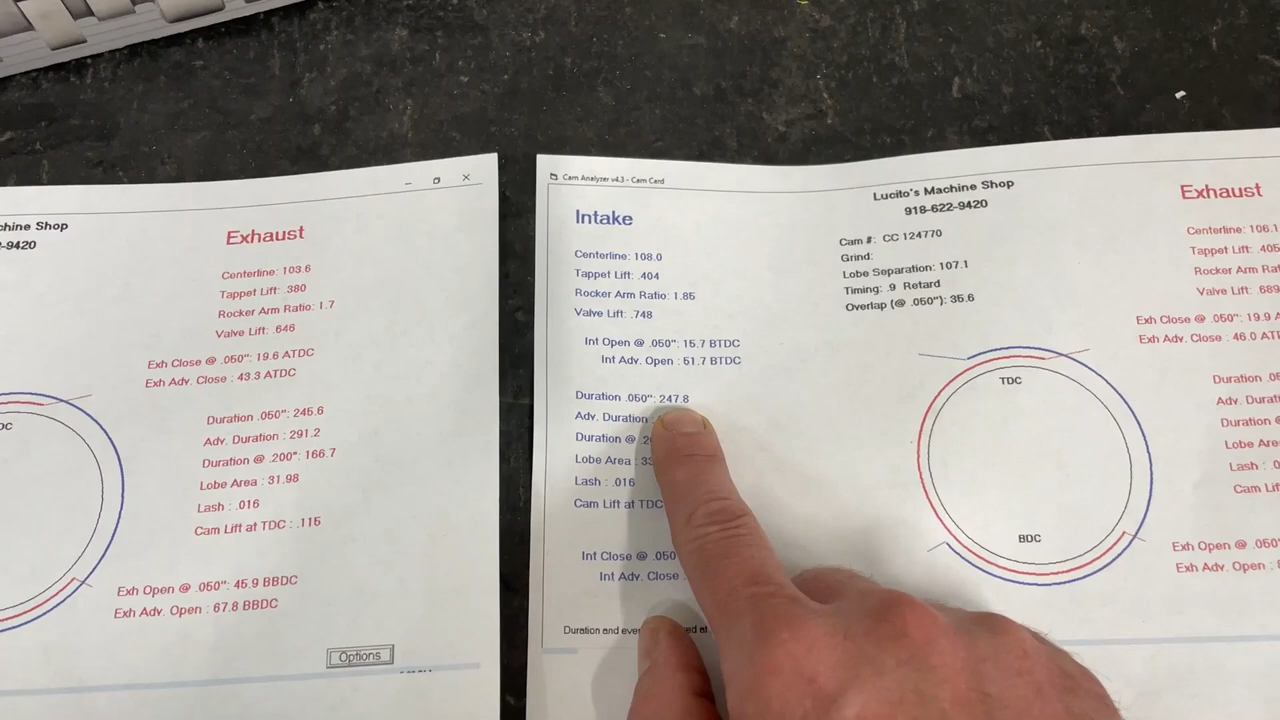 chine Shop
-9420
Exhaust
Centerline: 103.6
Tappet Lift: .380
Rocker Arm Ratio: 1.7
Valve Lift: .646
Exh Close @ .050": 19.6 ATDC
Exh Adv. Close : 43.3 ATDC
DC
Duration .050": 245.6
Adv. Duration : 291.2
Duration @ .200": 166.7
Lobe Area : 31.98
Lash : .016
Cam Lift at TDC : .115
Exh Open @ .050": 45.9 BBDC
Exh Adv. Open : 67.8 BBDC
Options
Cam Analyzer v4.3 - Cam Card
Lucito's Machine Shop
918-622-9420
Intake
Centerline: 108.0
Tappet Lift: .404
Rocker Arm Ratio: 1.85
Valve Lift: .748
Int Open @ .050": 15.7 BTDC
Int Adv. Open : 51.7 BTDC
Duration .050": 247.8
Adv. Duration
Duration @ .20
Lobe Area : 33
Lash : .016
Cam Lift at TDC
Int Close @ .050
Int Adv. Close
Duration and even ed at
Cam #: CC 124770
Grind:
Lobe Separation: 107.1
Timing: .9 Retard
Overlap (@ .050"): 35.6
TDC
BDC
Exhaust
Centerline: 106.1
Tappet Lift: .405
Rocker Arm Rat
Valve Lift: .689
Exh Close @ .050": 19.9 A
Exh Adv. Close : 46.0 AT
Duration .05
Adv. Durati
Duration @
Lobe Are
Lash : .0
Cam Lif
Exh Open @ .050"
Exh Adv. Open :